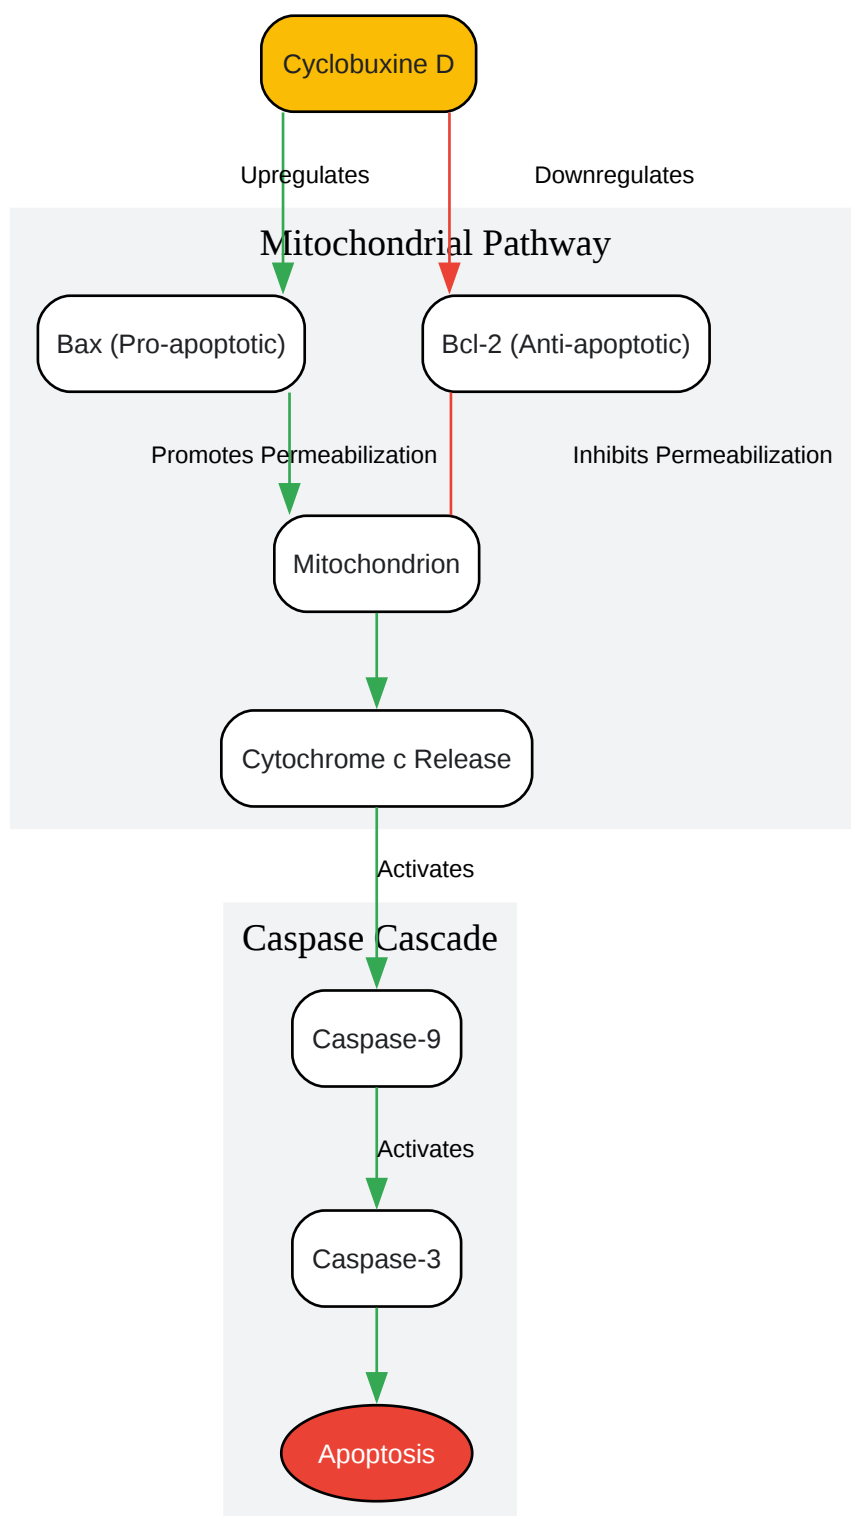 Cyclobuxine D
Upregulates
Downregulates
Mitochondrial Pathway
Bax (Pro-apoptotic)
Bcl-2 (Anti-apoptotic)
Promotes Permeabilization
Inhibits Permeabilization
Mitochondrion
Cytochrome c Release
Activates
Caspase Cascade
Caspase-9
Activates
Caspase-3
Apoptosis